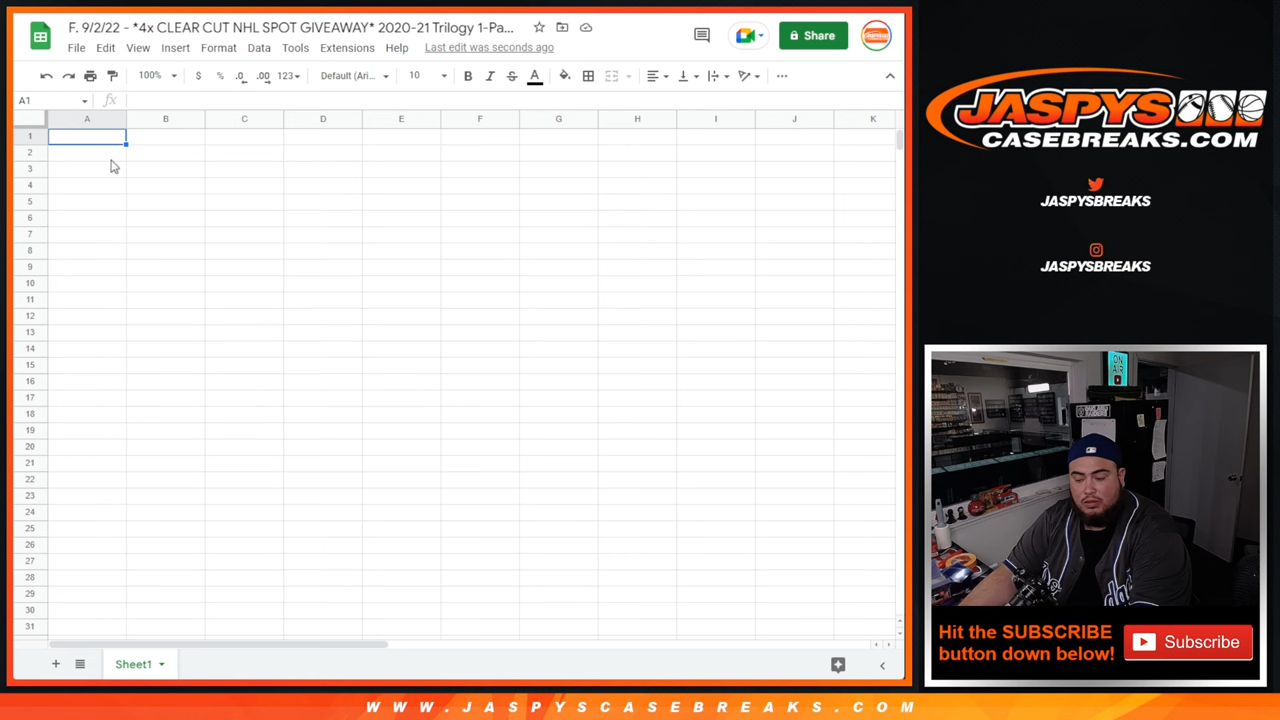 F. 9/2/22 - *4x CLEAR CUT NHL SPOT GIVEAWAY* 2020-21 Trilogy 1-Pa...
File Edit View Insert Format Data Tools Extensions Help Last edit was seconds ago
Share
100% $ % .0 .00 123 Default (Ari... 10 B I S A
A1 fx
A B C D E F G H I J K
1
2
3
4
5
6
7
8
9
10
11
12
13
14
15
16
17
18
19
20
21
22
23
24
25
26
27
28
29
30
31
Sheet1
JASPYS
CASEBREAKS.COM
JASPYSBREAKS
JASPYSBREAKS
ON
AIR
Hit the SUBSCRIBE
button down below!
Subscribe
WWW.JASPYSCASEBREAKS.COM